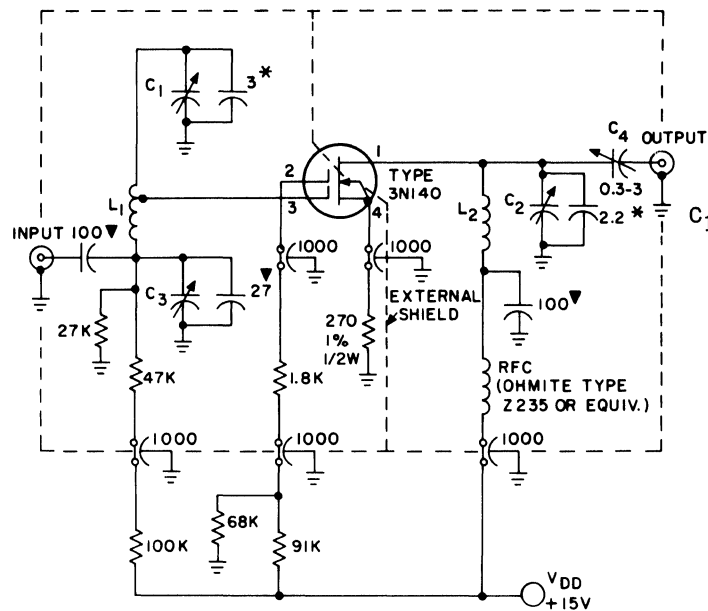 C1
3*
1
C4
OUTPUT
2
TYPE
3N140
L1
3
4
L2
C2
0.3-3
2.2*
C1
INPUT 100▼
1000
1000
C3
27▼
EXTERNAL
SHIELD
100▼
27K
270
1%
1/2W
47K
1.8K
RFC
(OHMITE TYPE
Z235 OR EQUIV.)
1000
1000
1000
68K
100K
91K
VDD
+15V